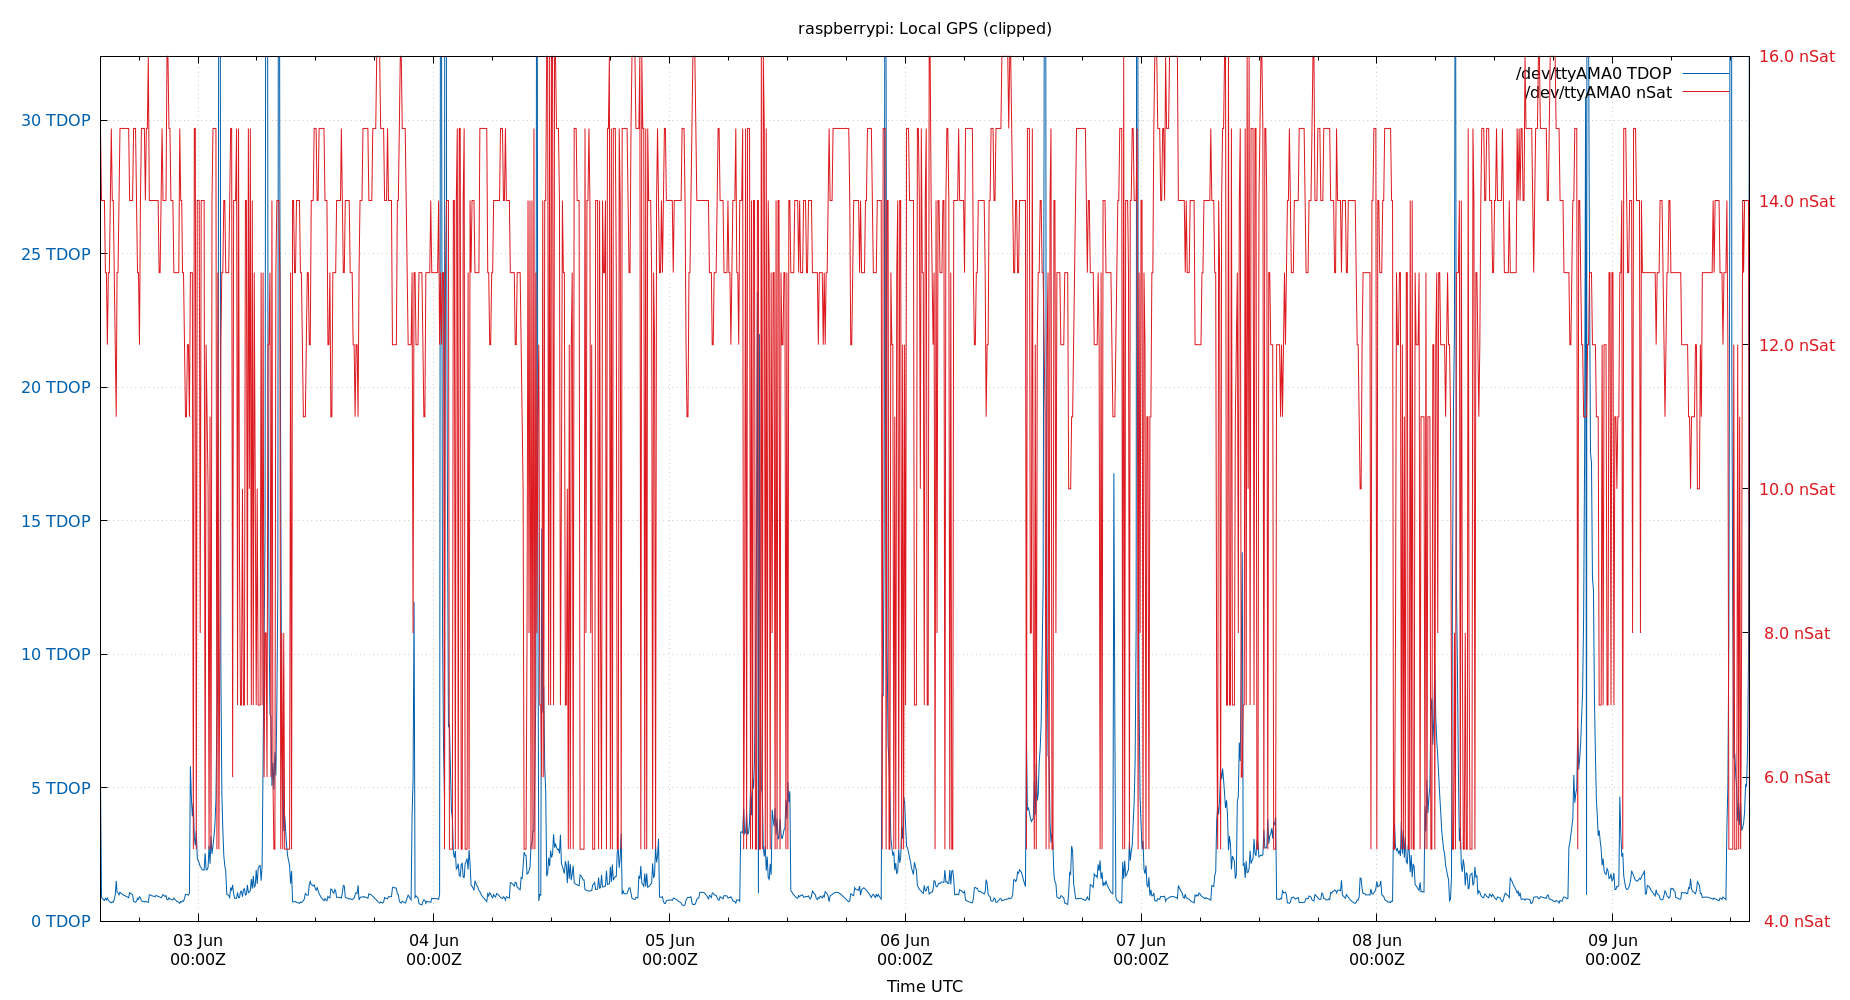 raspberrypi: Local GPS (clipped)
/dev/ttyAMA0 TDOP
/dev/ttyAMA0 nSat
30 TDOP
25 TDOP
20 TDOP
15 TDOP
10 TDOP
5 TDOP
0 TDOP
16.0 nSat
14.0 nSat
12.0 nSat
10.0 nSat
8.0 nSat
6.0 nSat
4.0 nSat
03 Jun
00:00Z
04 Jun
00:00Z
05 Jun
00:00Z
06 Jun
00:00Z
07 Jun
00:00Z
08 Jun
00:00Z
09 Jun
00:00Z
Time UTC